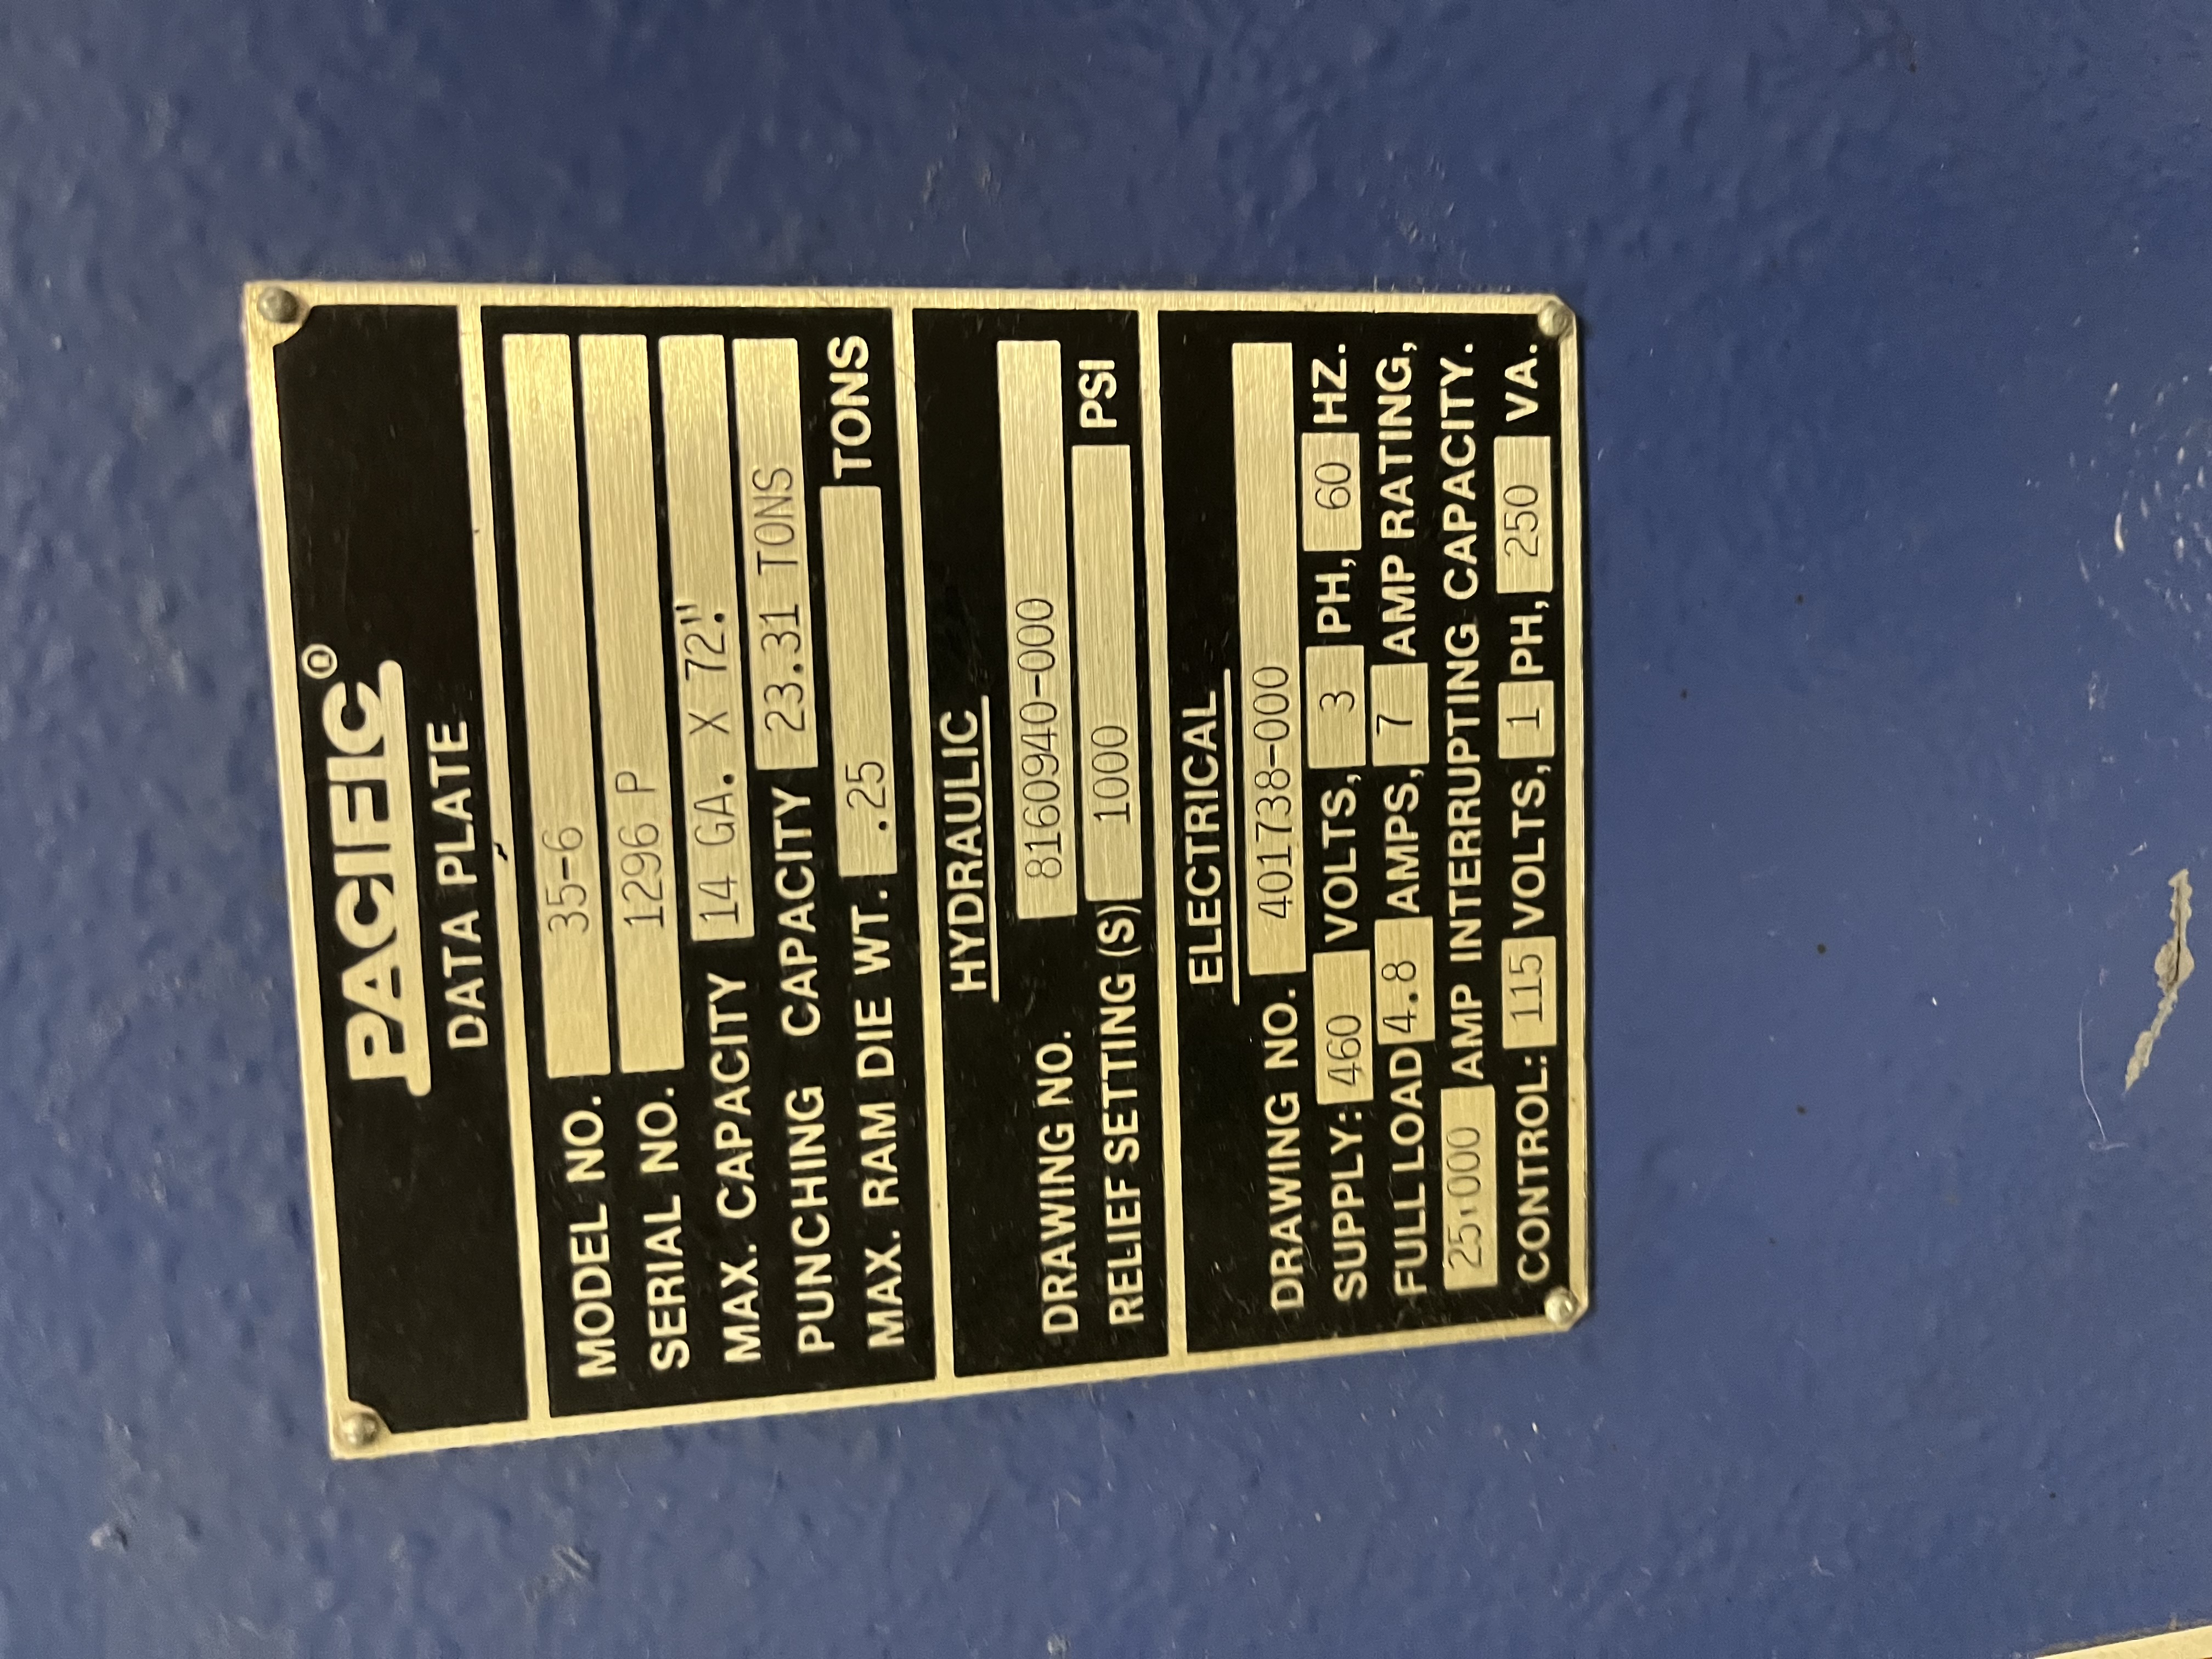 PACIFIC®
DATA PLATE
MODEL NO. 35-6
SERIAL NO. 1296 P
MAX. CAPACITY 14 GA. X 72."
PUNCHING CAPACITY 23.31 TONS
MAX. RAM DIE WT. .25 TONS
HYDRAULIC
DRAWING NO. 8160940-000
RELIEF SETTING (S) 1000 PSI
ELECTRICAL
DRAWING NO. 401738-000
SUPPLY: 460 VOLTS, 3 PH, 60 HZ.
FULL LOAD 4.8 AMPS, 7 AMP RATING,
25,000 AMP INTERRUPTING CAPACITY.
CONTROL: 115 VOLTS, 1 PH, 250 VA.